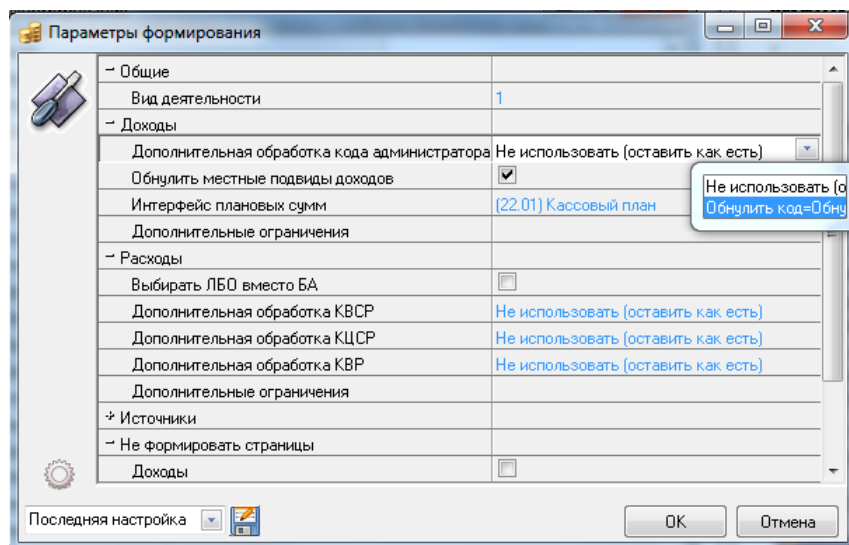 Параметры формирования
Общие
Вид деятельности 1
Доходы
Дополнительная обработка кода администратора Не использовать (оставить как есть)
Обнулить местные подвиды доходов
Не использовать (о
Интерфейс плановых сумм (22.01) Кассовый план
Обнулить код=Обну
Дополнительные ограничения
Расходы
Выбирать ЛБО вместо БА
Дополнительная обработка КВСР Не использовать (оставить как есть)
Дополнительная обработка КЦСР Не использовать (оставить как есть)
Дополнительная обработка КВР Не использовать (оставить как есть)
Дополнительные ограничения
Источники
Не формировать страницы
Доходы
Последняя настройка
ОК Отмена